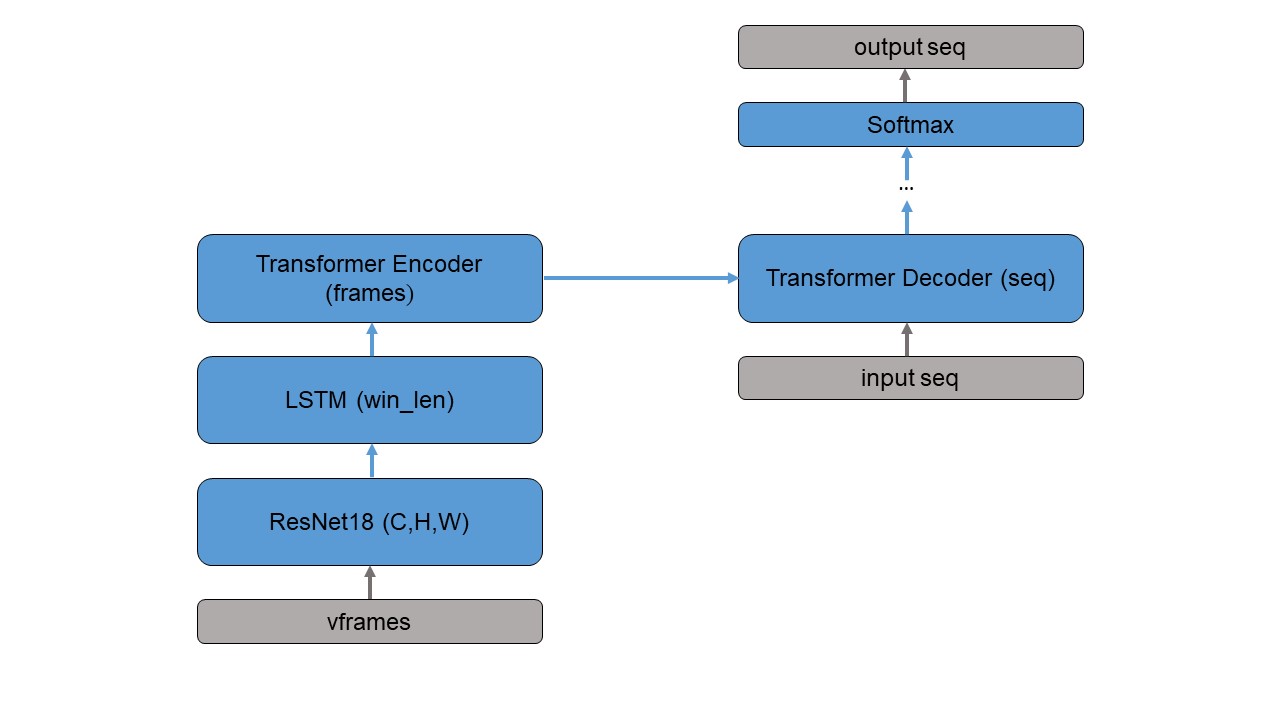 output seq
Softmax
...
Transformer Encoder
(frames)
Transformer Decoder (seq)
LSTM (win_len)
input seq
ResNet18 (C,H,W)
vframes